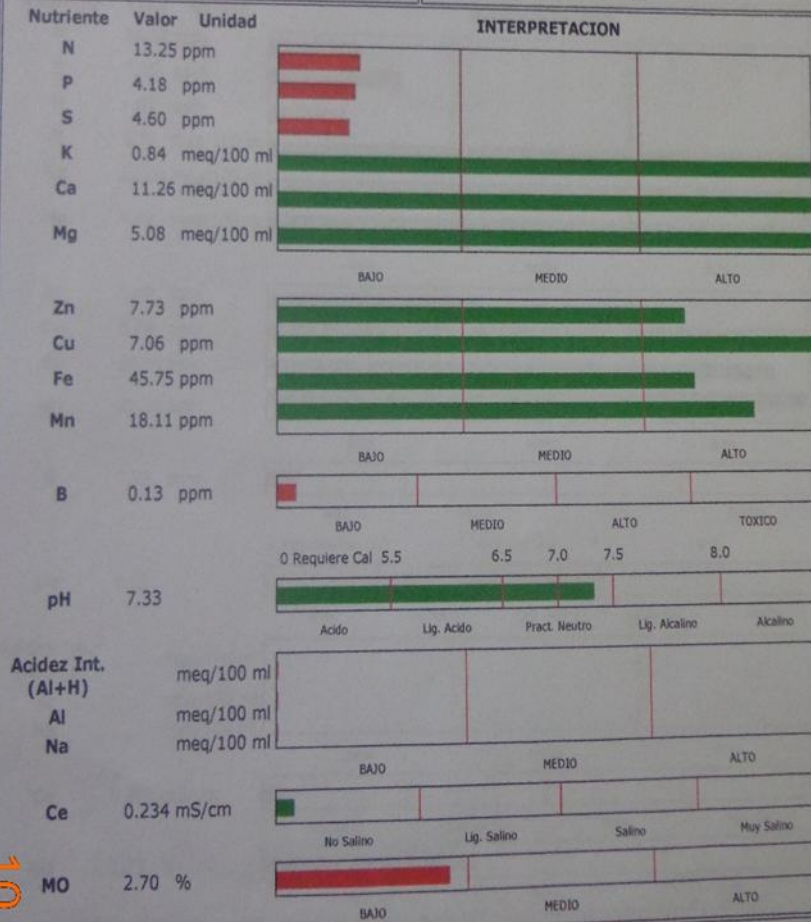 Nutriente Valor Unidad INTERPRETACION
N 13.25 ppm
P 4.18 ppm
S 4.60 ppm
K 0.84 meq/100 ml
Ca 11.26 meq/100 ml
Mg 5.08 meq/100 ml
BAJO MEDIO ALTO
Zn 7.73 ppm
Cu 7.06 ppm
Fe 45.75 ppm
Mn 18.11 ppm
BAJO MEDIO ALTO
B 0.13 ppm
BAJO MEDIO ALTO TOXICO
0 Requiere Cal 5.5 6.5 7.0 7.5 8.0
pH 7.33
Acido Lig. Acido Pract. Neutro Lig. Alcalino Alcalino
Acidez Int. (Al+H) meq/100 ml
Al meq/100 ml
Na meq/100 ml
BAJO MEDIO ALTO
Ce 0.234 mS/cm
No Salino Lig. Salino Salino Muy Salino
MO 2.70 %
BAJO MEDIO ALTO